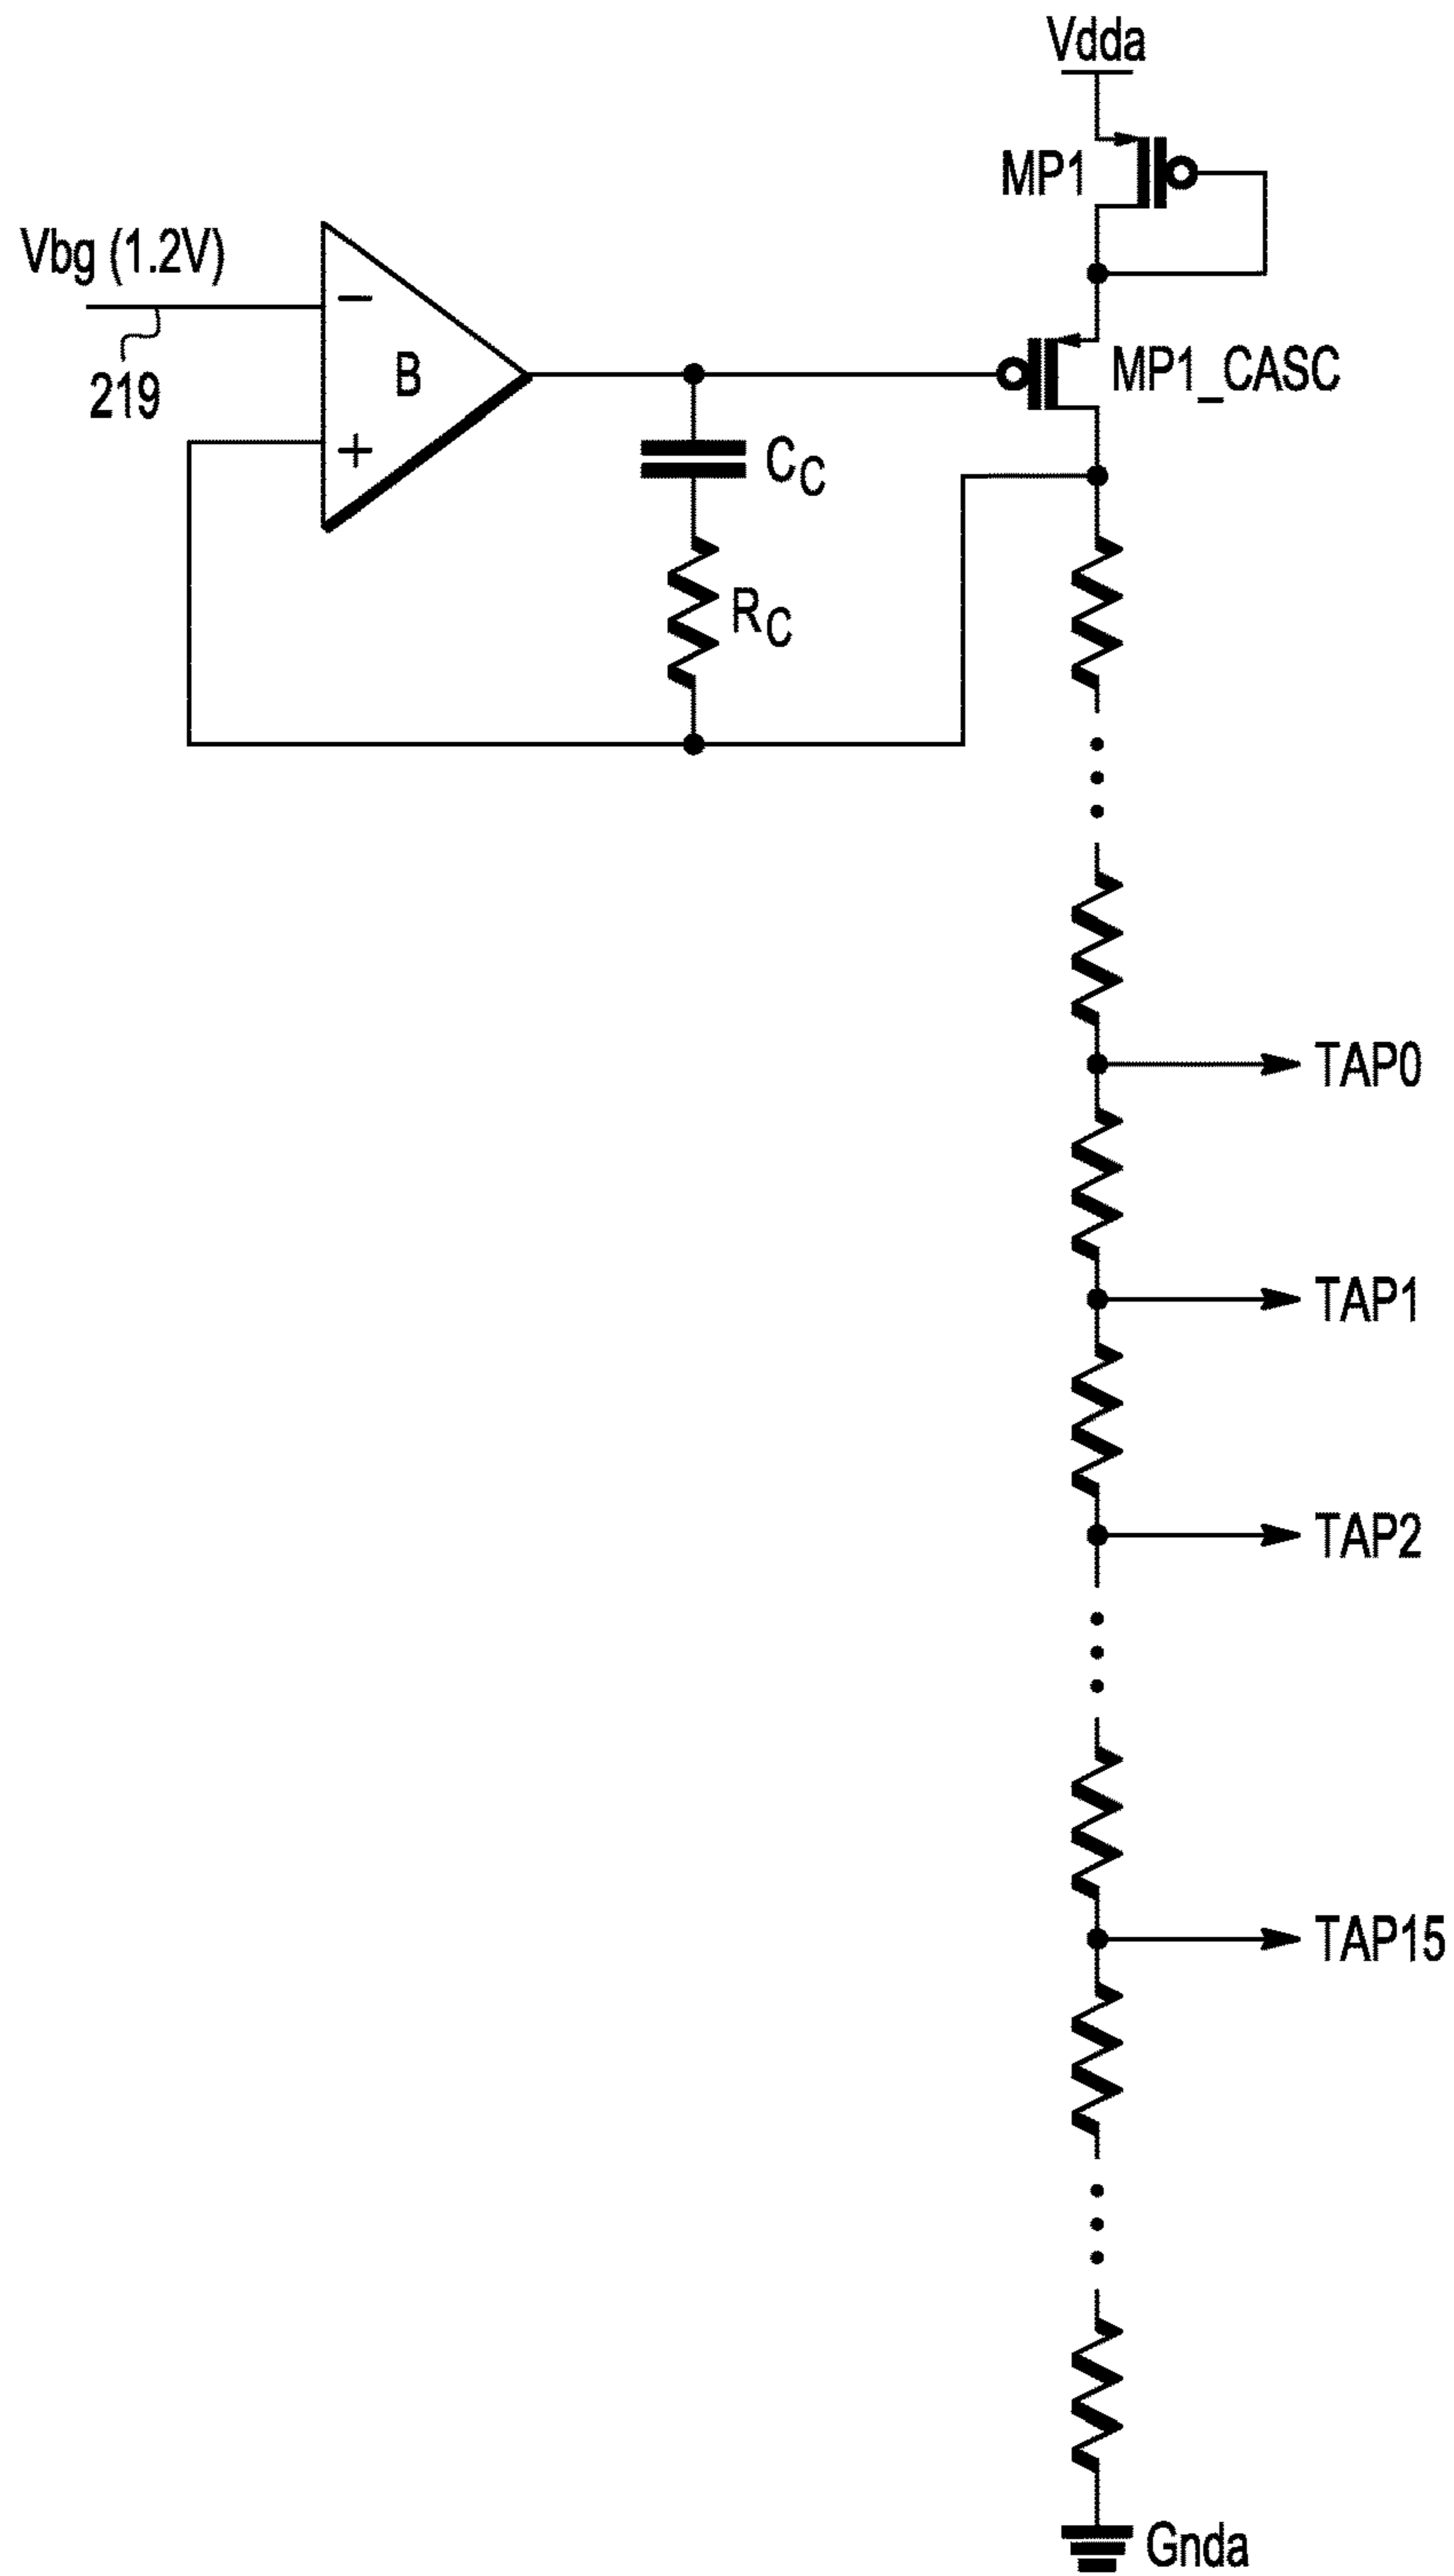 Vdda
MP1
Vbg (1.2V)
219
−
B
+
MP1_CASC
CC
RC
TAP0
TAP1
TAP2
TAP15
Gnda